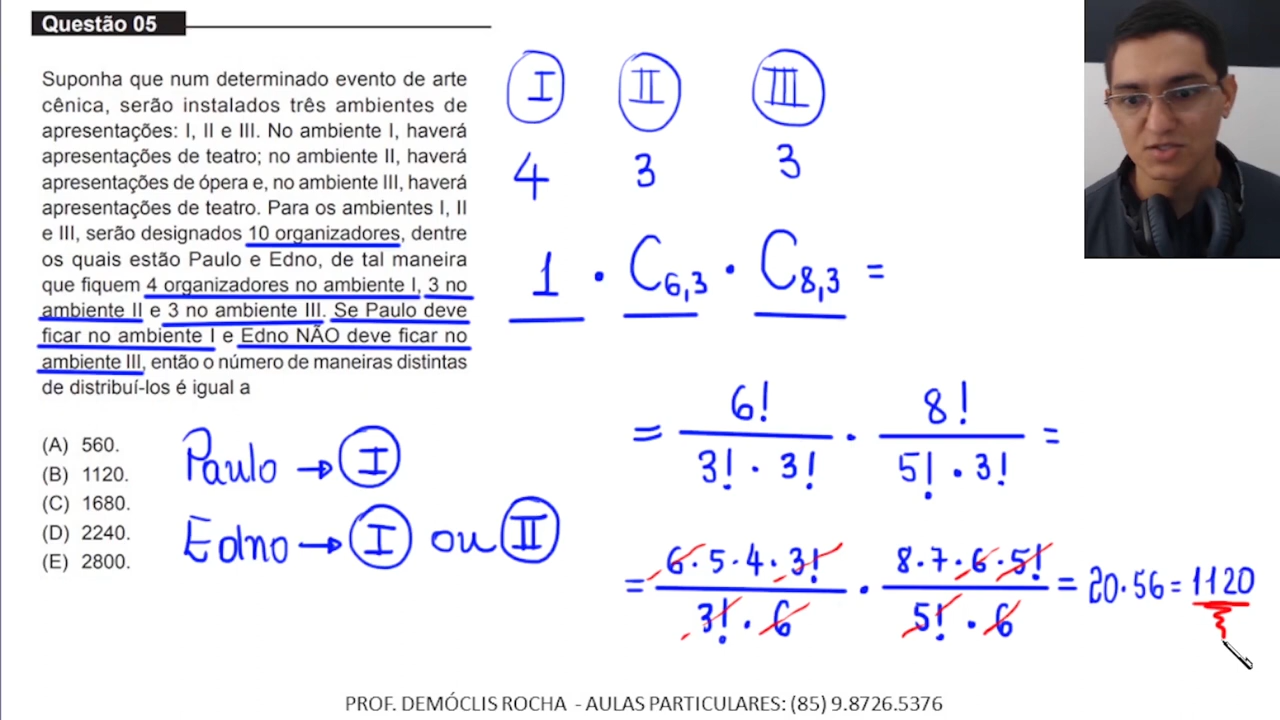 Questão 05
Suponha que num determinado evento de arte
cênica, serão instalados três ambientes de
apresentações: I, II e III. No ambiente I, haverá
apresentações de teatro; no ambiente II, haverá
apresentações de ópera e, no ambiente III, haverá
apresentações de teatro. Para os ambientes I, II
e III, serão designados 10 organizadores, dentre
os quais estão Paulo e Edno, de tal maneira
que fiquem 4 organizadores no ambiente I, 3 no
ambiente II e 3 no ambiente III. Se Paulo deve
ficar no ambiente I e Edno NÃO deve ficar no
ambiente III, então o número de maneiras distintas
de distribuí-los é igual a
(A) 560.
(B) 1120.
(C) 1680.
(D) 2240.
(E) 2800.
Paulo → I
Edno → I ou II
I II III
4 3 3
1 · C6,3 · C8,3 =
= 6!/(3! · 3!) · 8!/(5! · 3!) =
= (6 · 5 · 4 · 3!)/(3! · 6) · (8 · 7 · 6 · 5!)/(5! · 6) = 20 · 56 = 1120
PROF. DEMÓCLIS ROCHA - AULAS PARTICULARES: (85) 9.8726.5376